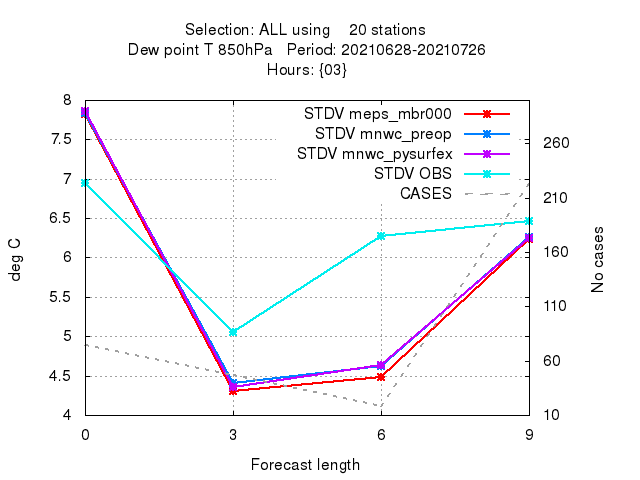 Selection: ALL using 20 stations
Dew point T 850hPa Period: 20210628-20210726
Hours: {03}
STDV meps_mbr000
STDV mnwc_preop
STDV mnwc_pysurfex
STDV OBS
CASES
8
7.5
7
6.5
6
5.5
5
4.5
4
deg C
260
210
160
110
60
10
No cases
0 3 6 9
Forecast length